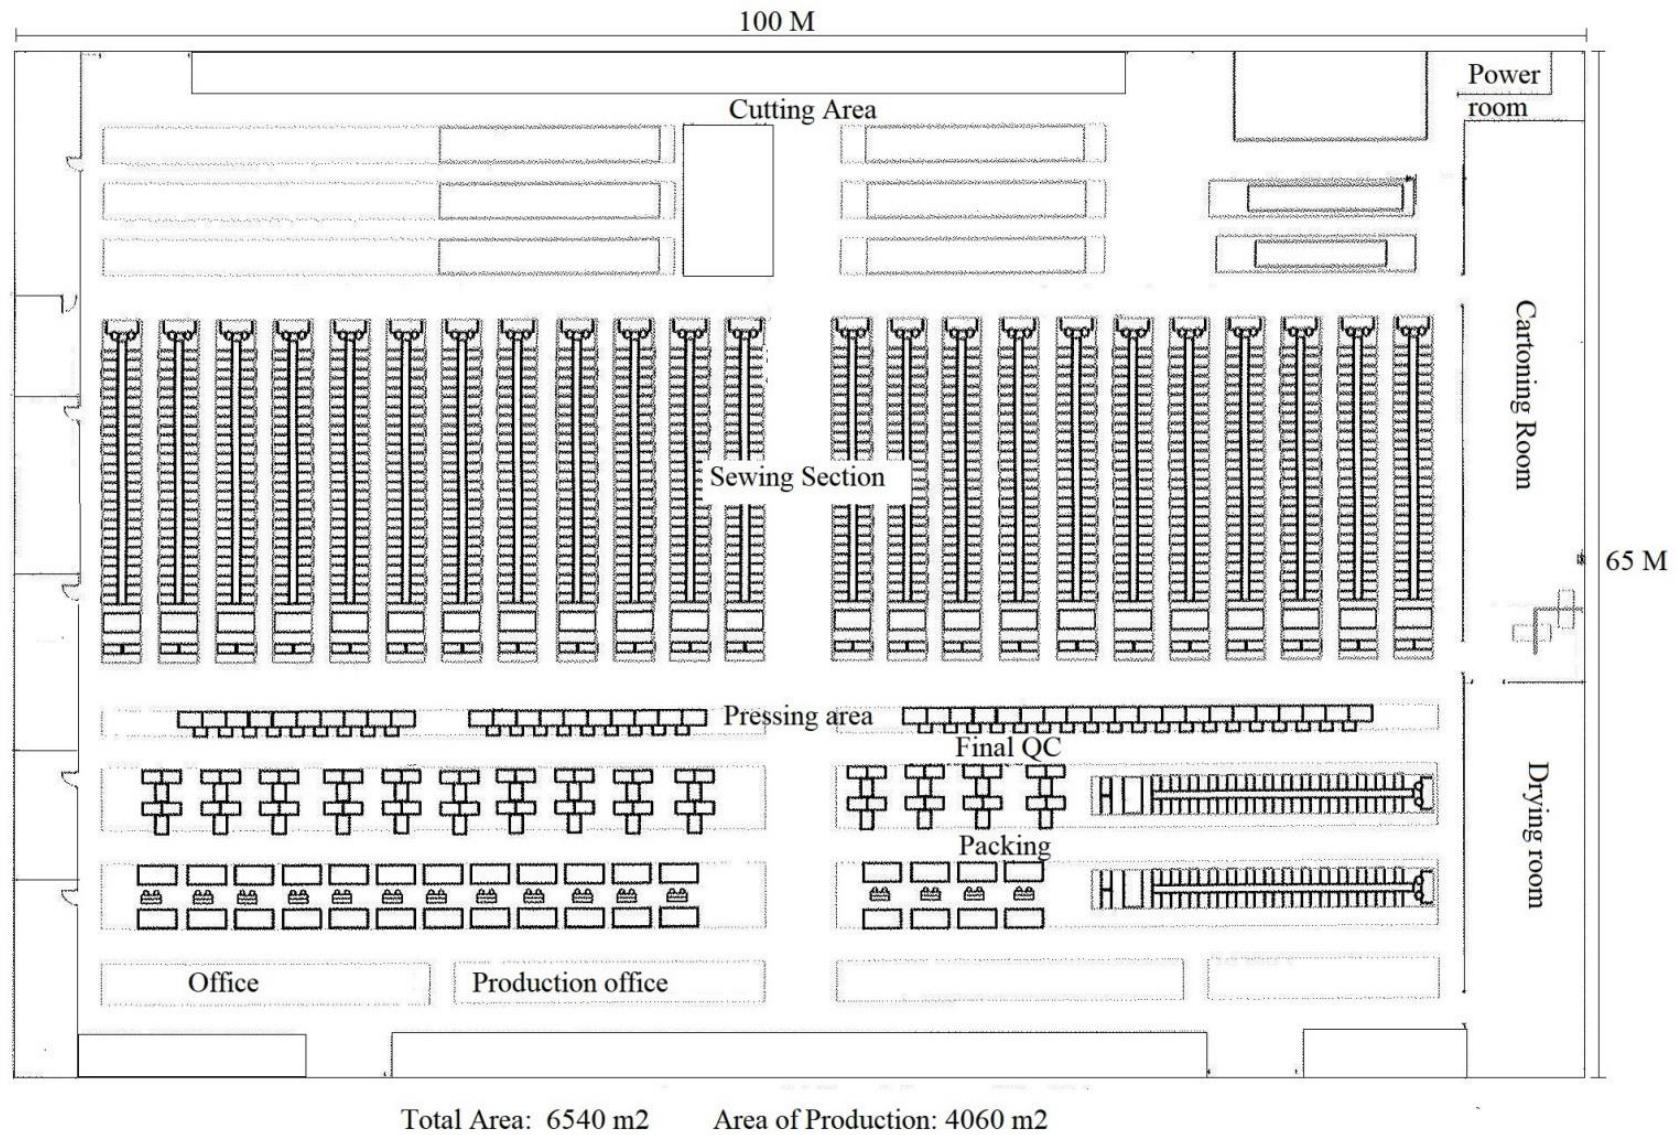 100 M
Power
room
Cutting Area
Cartoning Room
Sewing Section
65 M
Pressing area
Final QC
Drying room
Packing
Office
Production office
Total Area: 6540 m2
Area of Production: 4060 m2